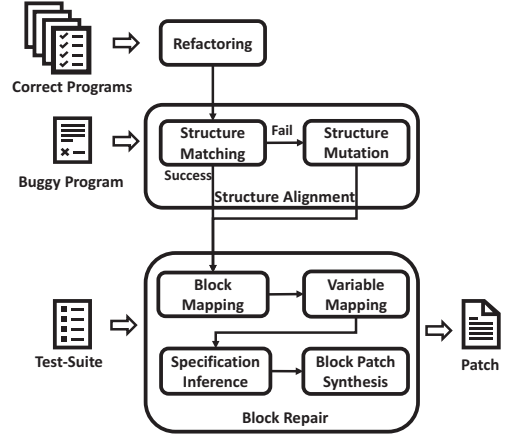 Refactoring
Correct Programs
Structure
Matching
Fail
Structure
Mutation
Buggy Program
Success
Structure Alignment
Block
Mapping
Variable
Mapping
Test-Suite
Specification
Inference
Block Patch
Synthesis
Patch
Block Repair